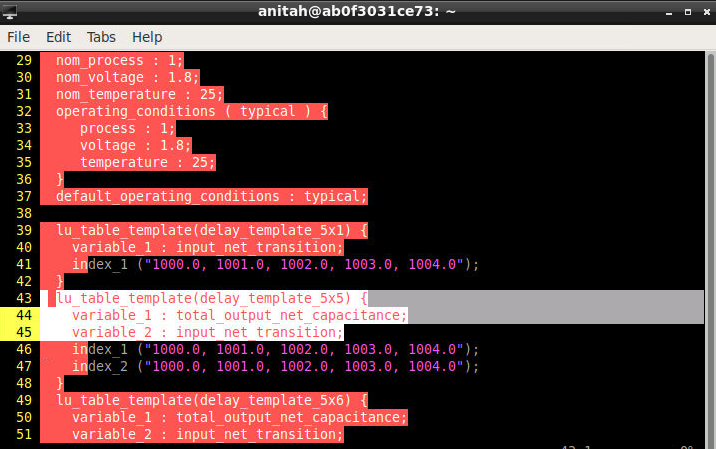 anitah@ab0f3031ce73: ~
File Edit Tabs Help
29 nom_process : 1;
30 nom_voltage : 1.8;
31 nom_temperature : 25;
32 operating_conditions ( typical ) {
33 process : 1;
34 voltage : 1.8;
35 temperature : 25;
36 }
37 default_operating_conditions : typical;
38
39 lu_table_template(delay_template_5x1) {
40 variable_1 : input_net_transition;
41 index_1 ("1000.0, 1001.0, 1002.0, 1003.0, 1004.0");
42 }
43 lu_table_template(delay_template_5x5) {
44 variable_1 : total_output_net_capacitance;
45 variable_2 : input_net_transition;
46 index_1 ("1000.0, 1001.0, 1002.0, 1003.0, 1004.0");
47 index_2 ("1000.0, 1001.0, 1002.0, 1003.0, 1004.0");
48 }
49 lu_table_template(delay_template_5x6) {
50 variable_1 : total_output_net_capacitance;
51 variable_2 : input_net_transition;